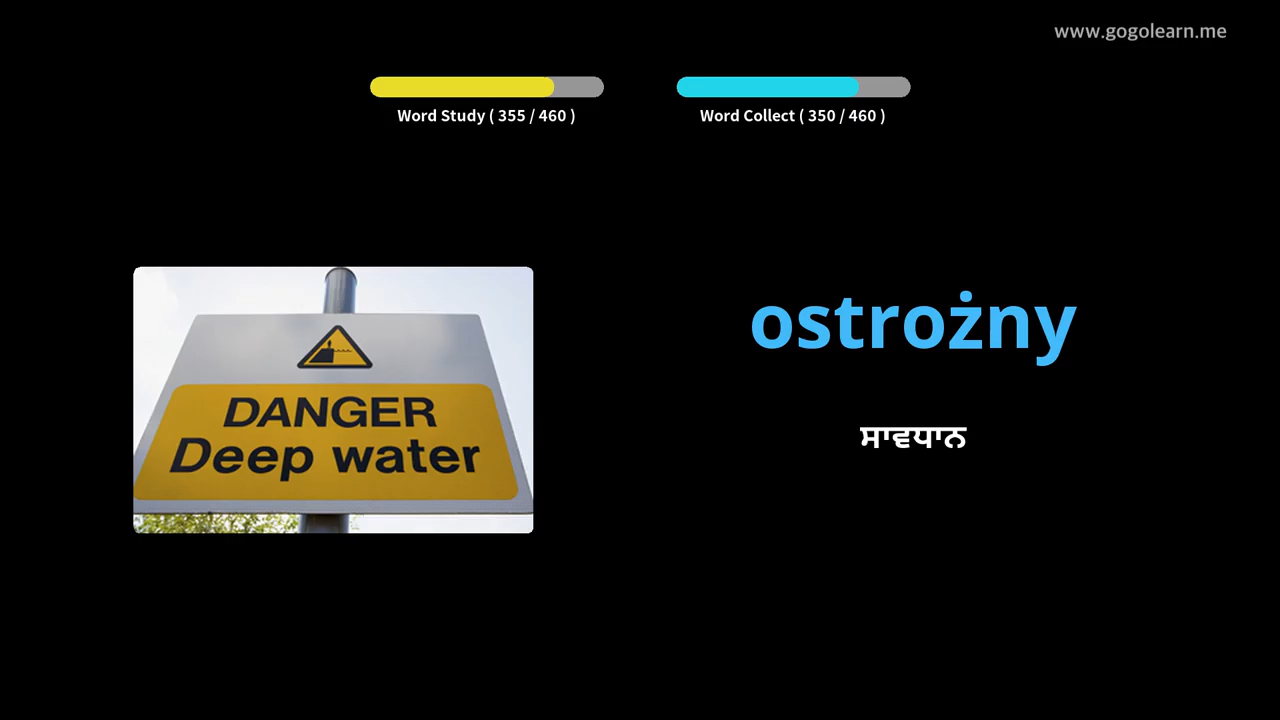 www.gogolearn.me
Word Study ( 355 / 460 )
Word Collect ( 350 / 460 )
DANGER
Deep water
ostrożny
ਸਾਵਧਾਨ